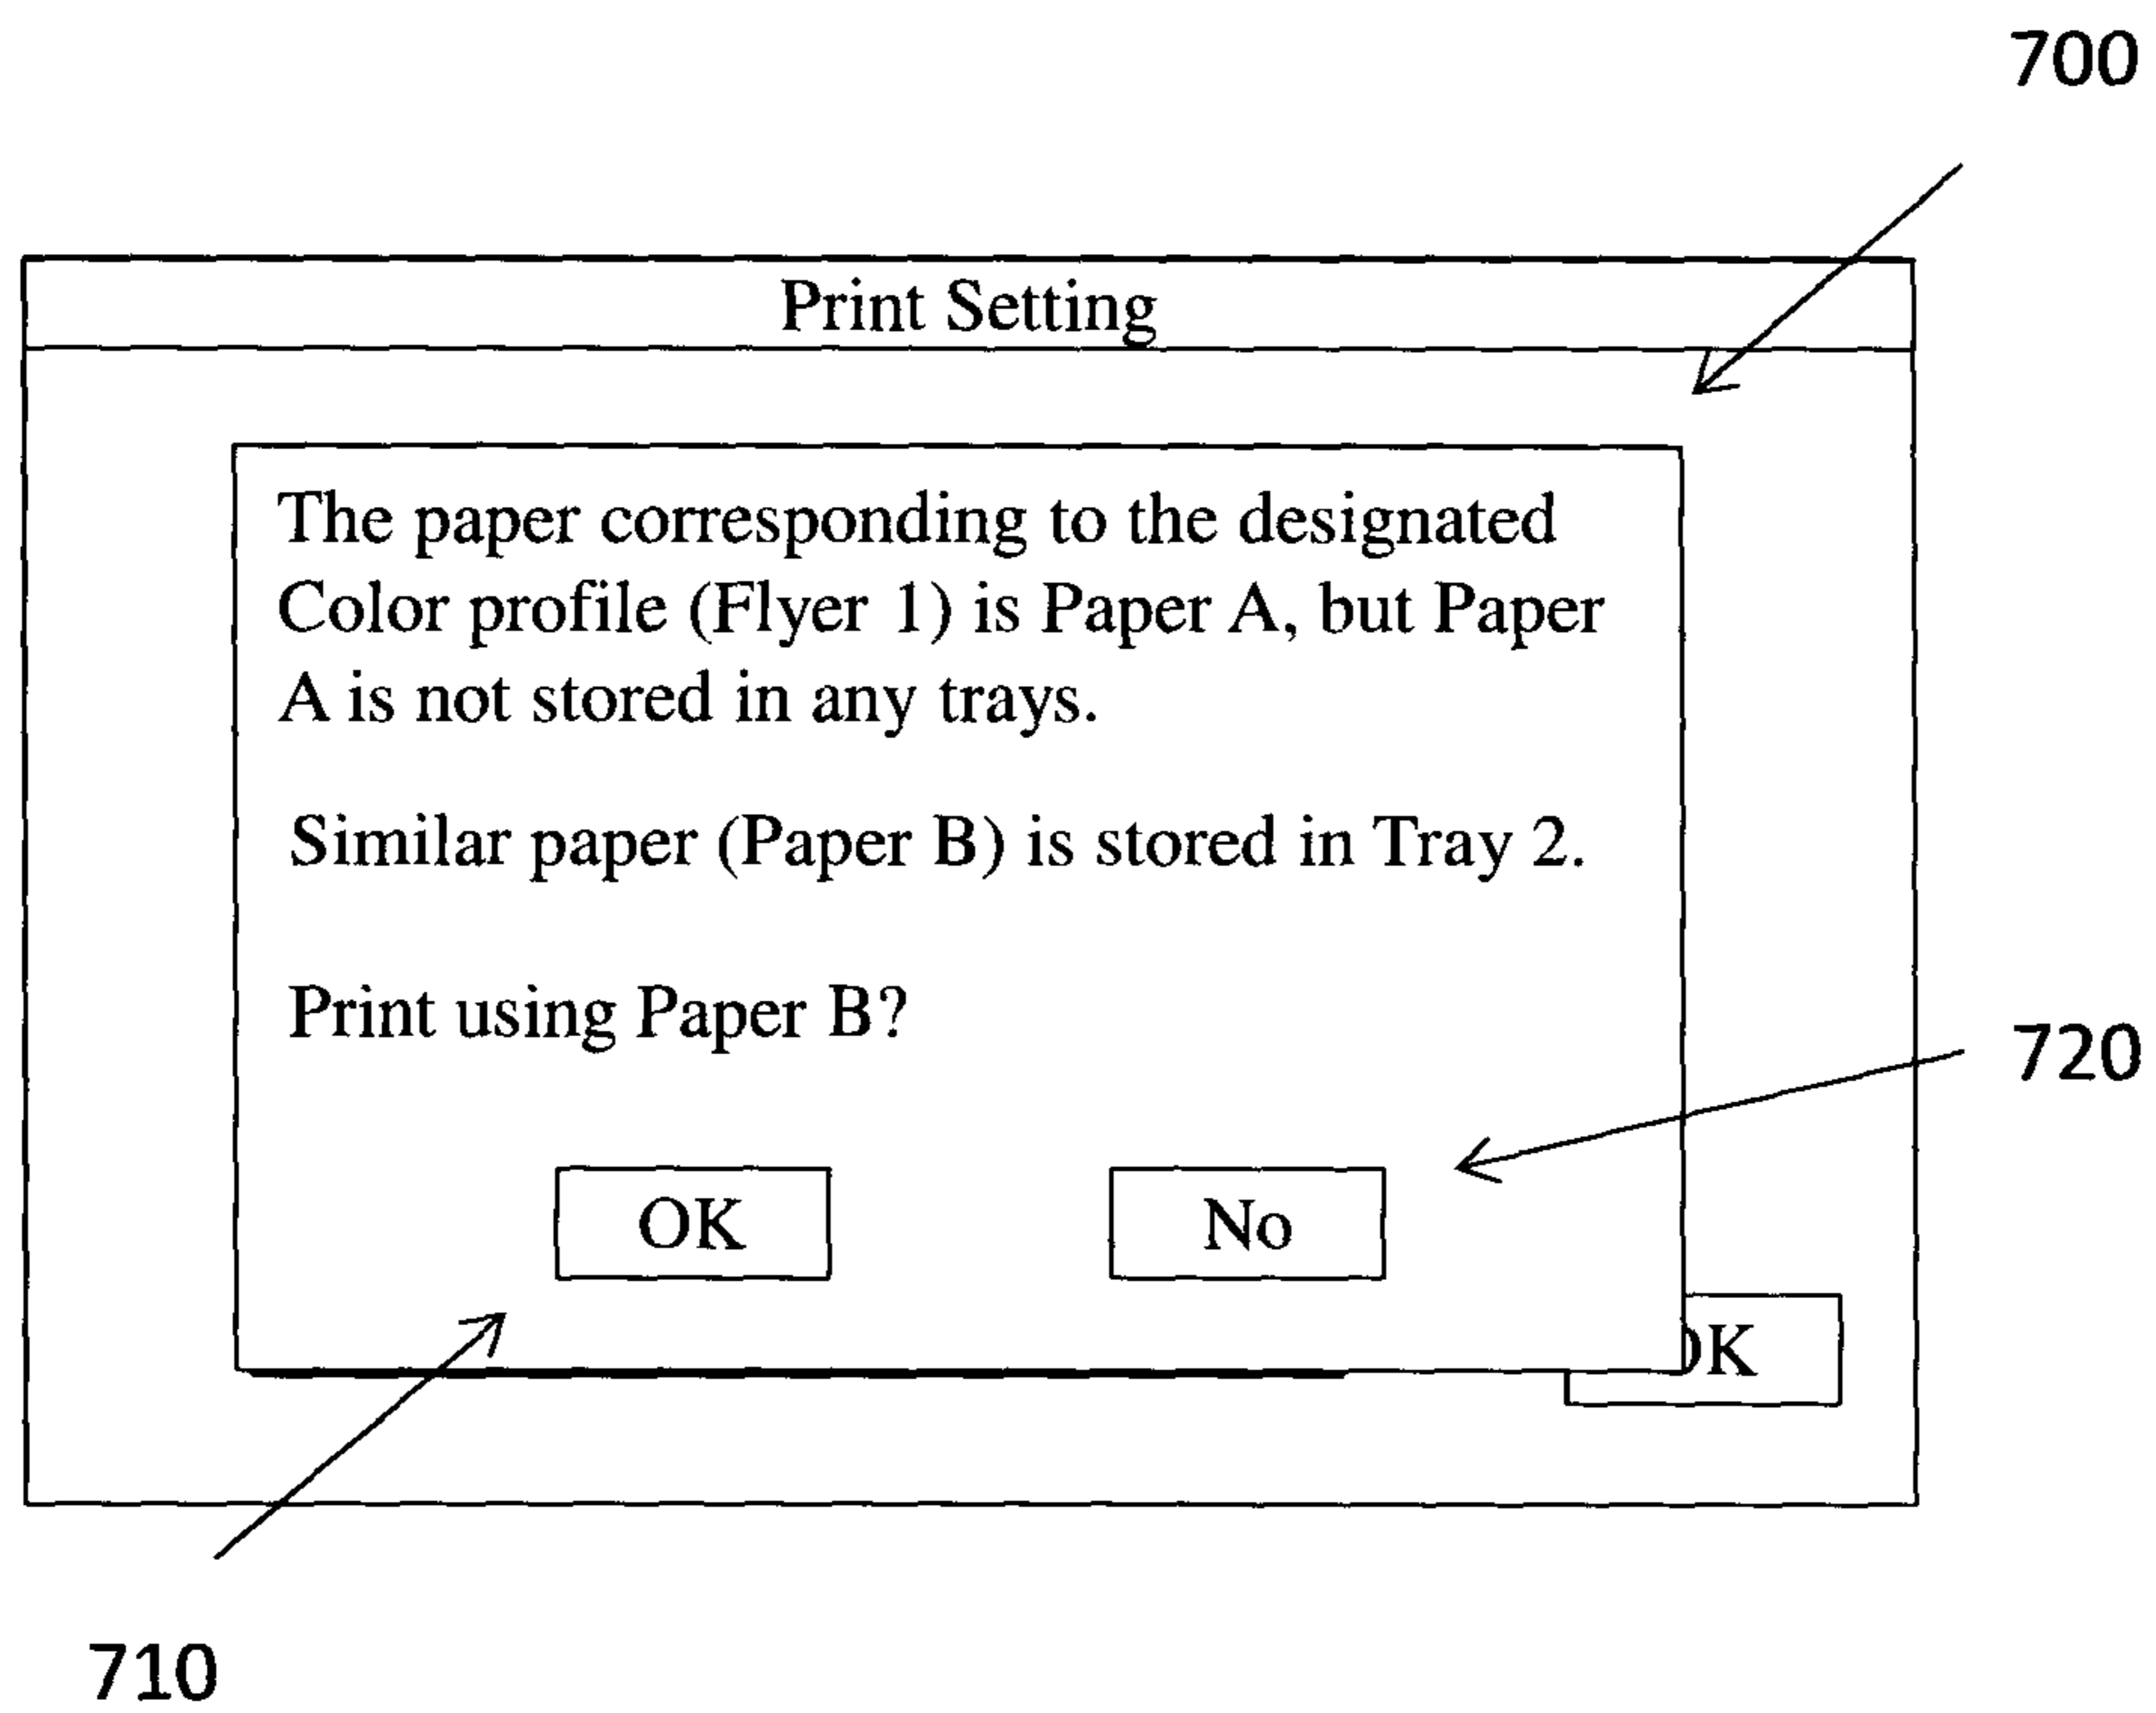 700
Print Setting
The paper corresponding to the designated
Color profile (Flyer 1) is Paper A, but Paper
A is not stored in any trays.
Similar paper (Paper B) is stored in Tray 2.
Print using Paper B?
720
OK
No
OK
710